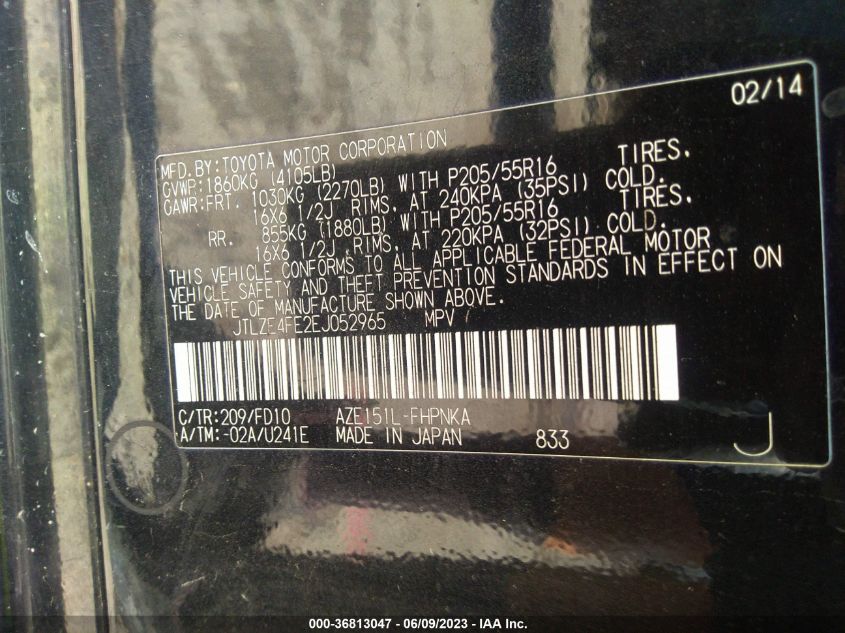 02/14
MFD.BY:TOYOTA MOTOR CORPORATION
GVWR:1860KG (4105LB)
GAWR:FRT. 1030KG (2270LB) WITH P205/55R16 TIRES.
16X6 1/2J RIMS. AT 240KPA (35PSI) COLD.
RR. 855KG (1880LB) WITH P205/55R16 TIRES.
16X6 1/2J RIMS. AT 220KPA (32PSI) COLD.
THIS VEHICLE CONFORMS TO ALL APPLICABLE FEDERAL MOTOR
VEHICLE SAFETY AND THEFT PREVENTION STANDARDS IN EFFECT ON
THE DATE OF MANUFACTURE SHOWN ABOVE.
JTLZE4FE2EJ052965 MPV
C/TR:209/FD10 AZE151L-FHPNKA
A/TM:-02A/U241E MADE IN JAPAN 833 J
000-36813047 - 06/09/2023 - IAA Inc.